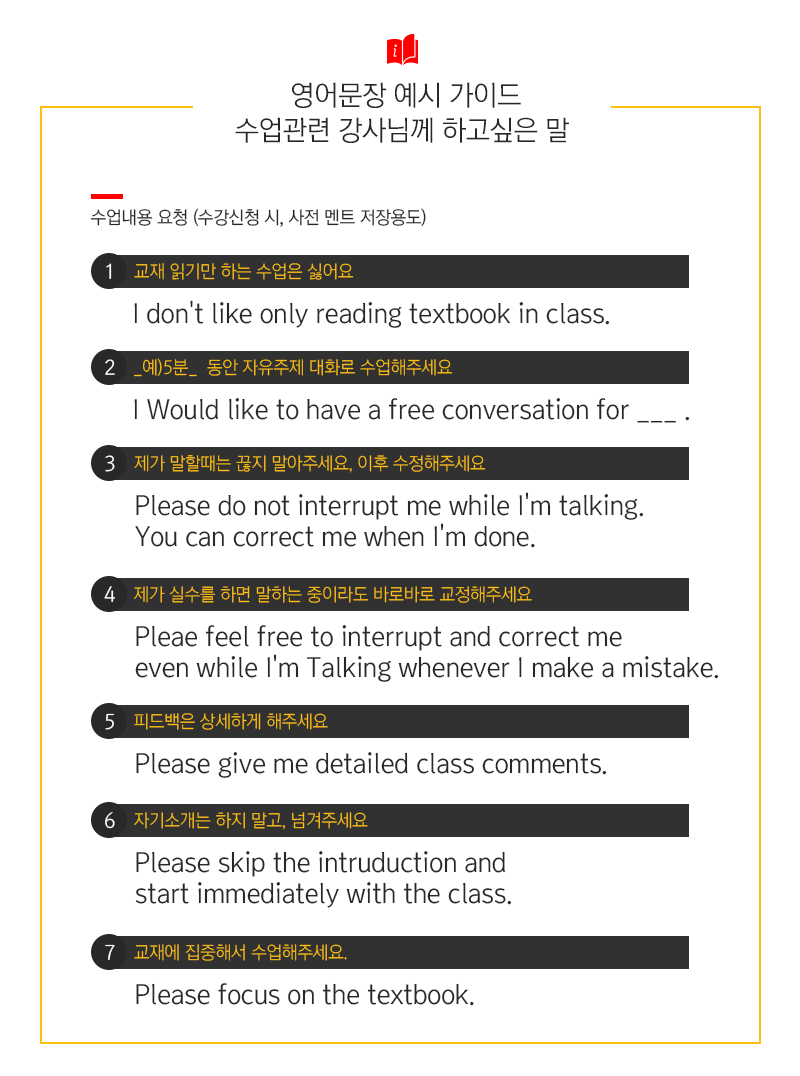 i
영어문장 예시 가이드
수업관련 강사님께 하고싶은 말
수업내용 요청 (수강신청 시, 사전 멘트 저장용도)
1 교재 읽기만 하는 수업은 싫어요
I don't like only reading textbook in class.
2 _예)5분_ 동안 자유주제 대화로 수업해주세요
I Would like to have a free conversation for ___ .
3 제가 말할때는 끊지 말아주세요, 이후 수정해주세요
Please do not interrupt me while I'm talking.
You can correct me when I'm done.
4 제가 실수를 하면 말하는 중이라도 바로바로 교정해주세요
Pleae feel free to interrupt and correct me
even while I'm Talking whenever I make a mistake.
5 피드백은 상세하게 해주세요
Please give me detailed class comments.
6 자기소개는 하지 말고, 넘겨주세요
Please skip the intruduction and
start immediately with the class.
7 교재에 집중해서 수업해주세요.
Please focus on the textbook.